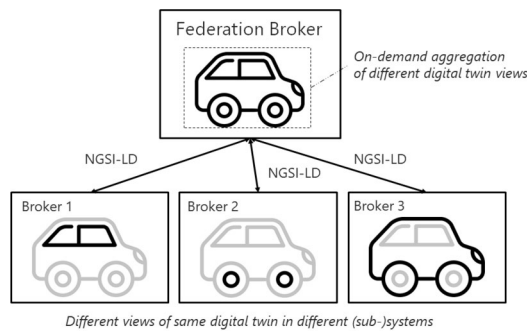 Federation Broker
On-demand aggregation
of different digital twin views
NGSI-LD
NGSI-LD
NGSI-LD
Broker 1
Broker 2
Broker 3
Different views of same digital twin in different (sub-)systems